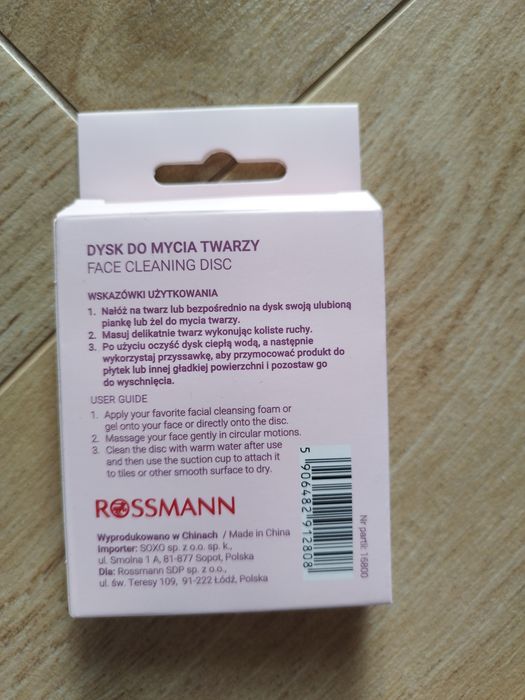 DYSK DO MYCIA TWARZY
FACE CLEANING DISC
WSKAZÓWKI UŻYTKOWANIA
1. Nałóż na twarz lub bezpośrednio na dysk swoją ulubioną
piankę lub żel do mycia twarzy.
2. Masuj delikatnie twarz wykonując koliste ruchy.
3. Po użyciu oczyść dysk ciepłą wodą, a następnie
wykorzystaj przyssawkę, aby przymocować produkt do
płytek lub innej gładkiej powierzchni i pozostaw go
do wyschnięcia.
USER GUIDE
1. Apply your favorite facial cleansing foam or
gel onto your face or directly onto the disc.
2. Massage your face gently in circular motions.
3. Clean the disc with warm water after use
and then use the suction cup to attach it
to tiles or other smooth surface to dry.
ROSSMANN
Wyprodukowano w Chinach / Made in China
Importer: SOXO sp. z o.o. sp. k.,
ul. Smolna 1 A, 81-877 Sopot, Polska
Dla: Rossmann SDP sp. z o.o.,
ul. św. Teresy 109, 91-222 Łódź, Polska
5 906482 912808
Nr partii: 16800